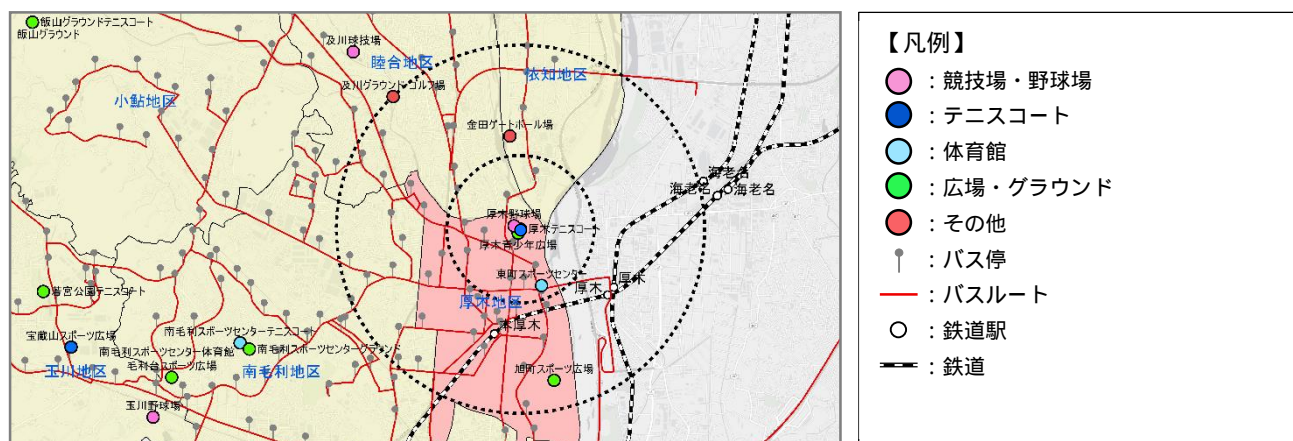 飯山グラウンドテニスコート
飯山グラウンド
及川球技場
睦合地区
依知地区
及川グラウンド・ゴルフ場
小鮎地区
金田ゲートボール場
海老名
海老名
海老名
厚木野球場
厚木テニスコート
厚木青少年広場
東町スポーツセンター
厚木
厚木
厚木地区
本厚木
若宮公園テニスコート
宝蔵山スポーツ広場
南毛利スポーツセンターテニスコート
南毛利スポーツセンター体育館
南毛利スポーツセンターグラウンド
毛利台スポーツ広場
玉川地区
南毛利地区
旭町スポーツ広場
玉川野球場
【凡例】
：競技場・野球場
：テニスコート
：体育館
：広場・グラウンド
：その他
：バス停
：バスルート
：鉄道駅
：鉄道